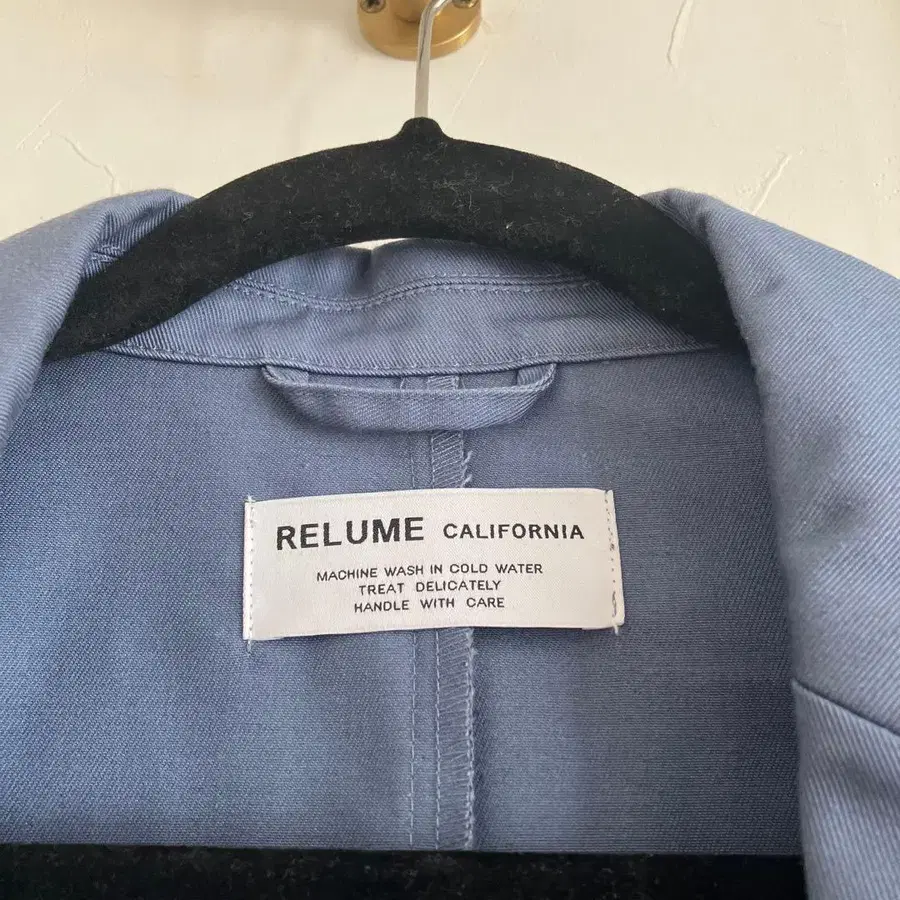 RELUME CALIFORNIA
MACHINE WASH IN COLD WATER
TREAT DELICATELY
HANDLE WITH CARE